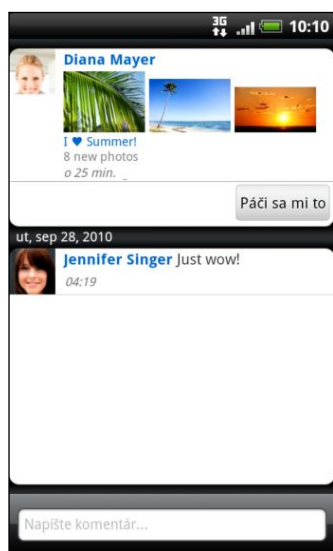 3G 10:10
Diana Mayer
I ♥ Summer!
8 new photos
o 25 min.
Páči sa mi to
ut, sep 28, 2010
Jennifer Singer Just wow!
04:19
Napíšte komentár...